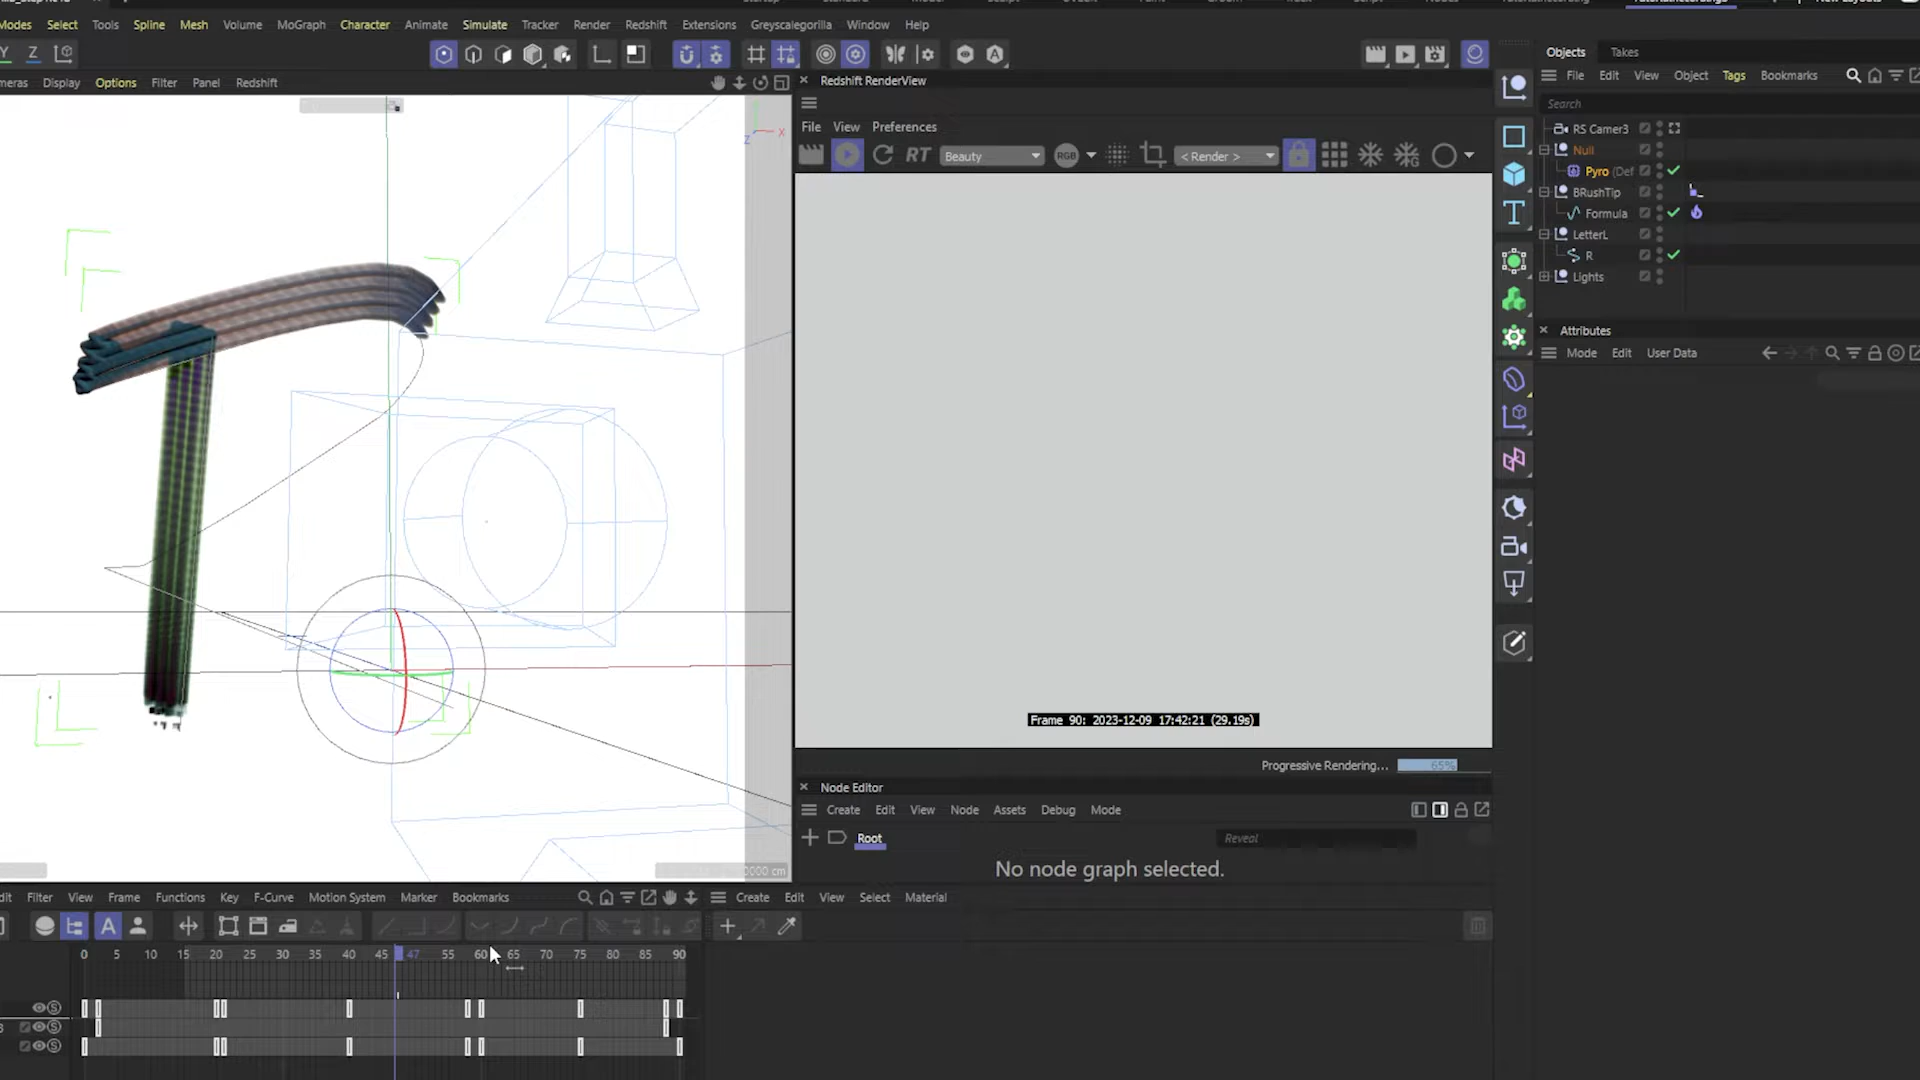 Modes Select Tools Spline Mesh Volume MoGraph Character Animate Simulate Tracker Render Redshift Extensions Greyscalegorilla Window Help
Y Z
Objects Takes
Display Options Filter Panel Redshift
Redshift RenderView
File Edit View Object Tags Bookmarks
Search
File View Preferences
RT Beauty RGB < Render >
RS Camer3
Null
Pyro (Def
BRushTip
Formula
LetterL
R
Lights
Attributes
Mode Edit User Data
X
Z
Frame 90: 2023-12-09 17:42:21 (29.19s)
Progressive Rendering... 65%
Node Editor
Create Edit View Node Assets Debug Mode
Root
Reveal
No node graph selected.
Filter View Frame Functions Key F-Curve Motion System Marker Bookmarks
Create Edit View Select Material
A
0 5 10 15 20 25 30 35 40 45 47 55 60 65 70 75 80 85 90